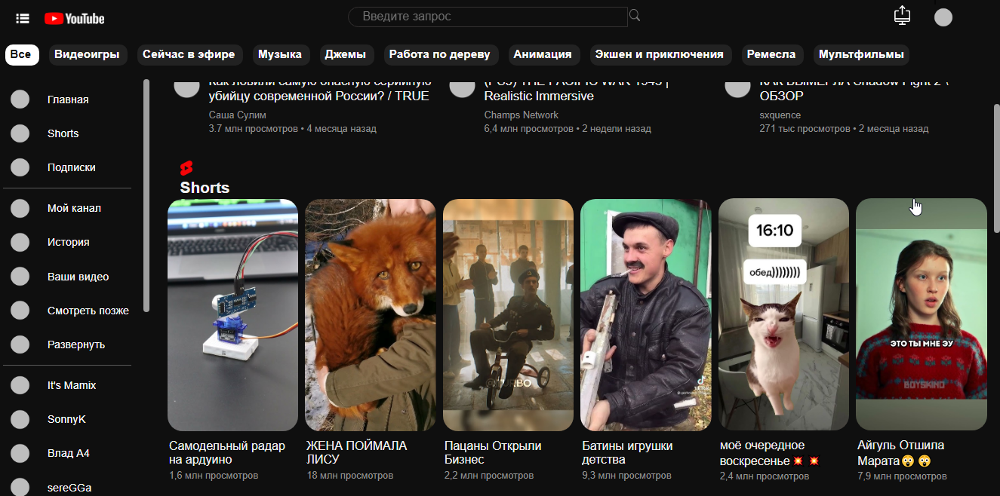 YouTube
Введите запрос
Все
Видеоигры
Сейчас в эфире
Музыка
Джемы
Работа по дереву
Анимация
Экшен и приключения
Ремесла
Мультфильмы
Главная
Shorts
Подписки
Мой канал
История
Ваши видео
Смотреть позже
Развернуть
It's Mamix
SonnyK
Влад А4
sereGGa
Как ловили самую опасную серийную
убийцу современной России? / TRUE
Саша Сулим
3.7 млн просмотров • 4 месяца назад
(PS5) THE PACIFIC WAR 1943 |
Realistic Immersive
Champs Network
6,4 млн просмотров • 2 недели назад
КАК ВЫМЕРЛА Shadow Fight 2 \
ОБЗОР
sxquence
271 тыс просмотров • 2 месяца назад
Shorts
Самодельный радар
на ардуино
1,6 млн просмотров
ЖЕНА ПОЙМАЛА
ЛИСУ
18 млн просмотров
@TURBO
Пацаны Открыли
Бизнес
2,2 млн просмотров
TikTok
Батины игрушки
детства
9,3 млн просмотров
16:10
обед))))))))
моё очередное
воскресенье💥 💥
2,4 млн просмотров
ЭТО ТЫ МНЕ ЭУ
BOYSKINO
Айгуль Отшила
Марата😳 😳
7,9 млн просмотров